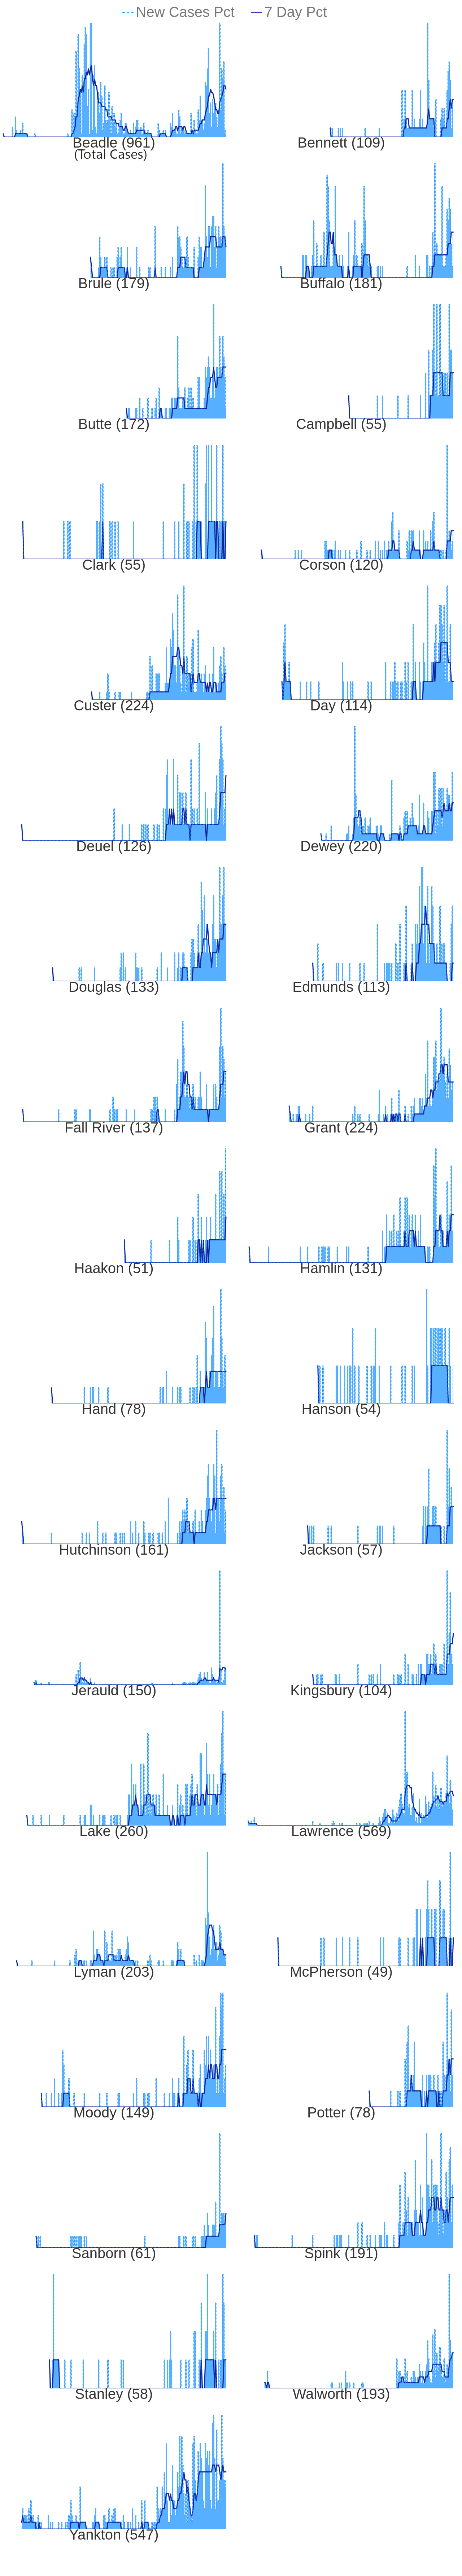 New Cases Pct 7 Day Pct
Beadle (961) Bennett (109)
(Total Cases)
Brule (179) Buffalo (181)
Butte (172) Campbell (55)
Clark (55) Corson (120)
Custer (224) Day (114)
Deuel (126) Dewey (220)
Douglas (133) Edmunds (113)
Fall River (137) Grant (224)
Haakon (51) Hamlin (131)
Hand (78) Hanson (54)
Hutchinson (161) Jackson (57)
Jerauld (150) Kingsbury (104)
Lake (260) Lawrence (569)
Lyman (203) McPherson (49)
Moody (149) Potter (78)
Sanborn (61) Spink (191)
Stanley (58) Walworth (193)
Yankton (547)